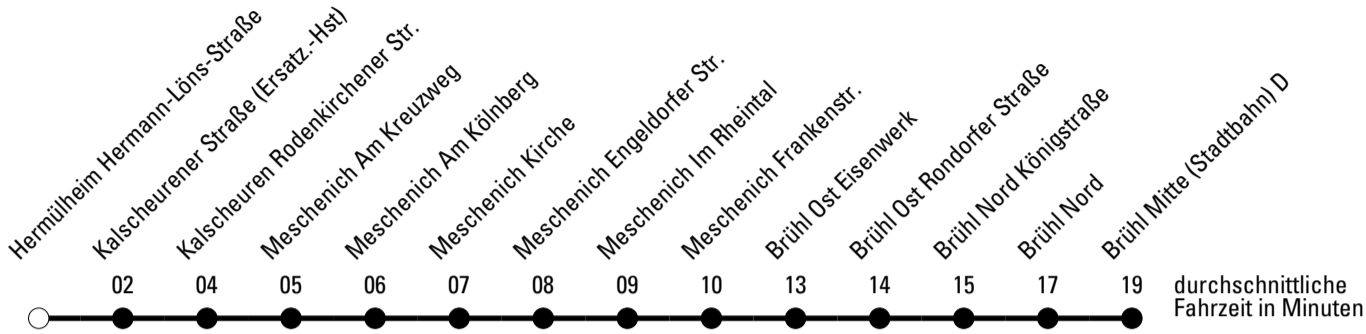 Hermülheim Hermann-Löns-Straße
Kalscheurener Straße (Ersatz.-Hst)
Kalscheuren Rodenkirchener Str.
Meschenich Am Kreuzweg
Meschenich Am Kölnberg
Meschenich Kirche
Meschenich Engeldorfer Str.
Meschenich Im Rheintal
Meschenich Frankenstr.
Brühl Ost Eisenwerk
Brühl Ost Rondorfer Straße
Brühl Nord Königstraße
Brühl Nord
Brühl Mitte (Stadtbahn) D
02 04 05 06 07 08 09 10 13 14 15 17 19
durchschnittliche
Fahrzeit in Minuten